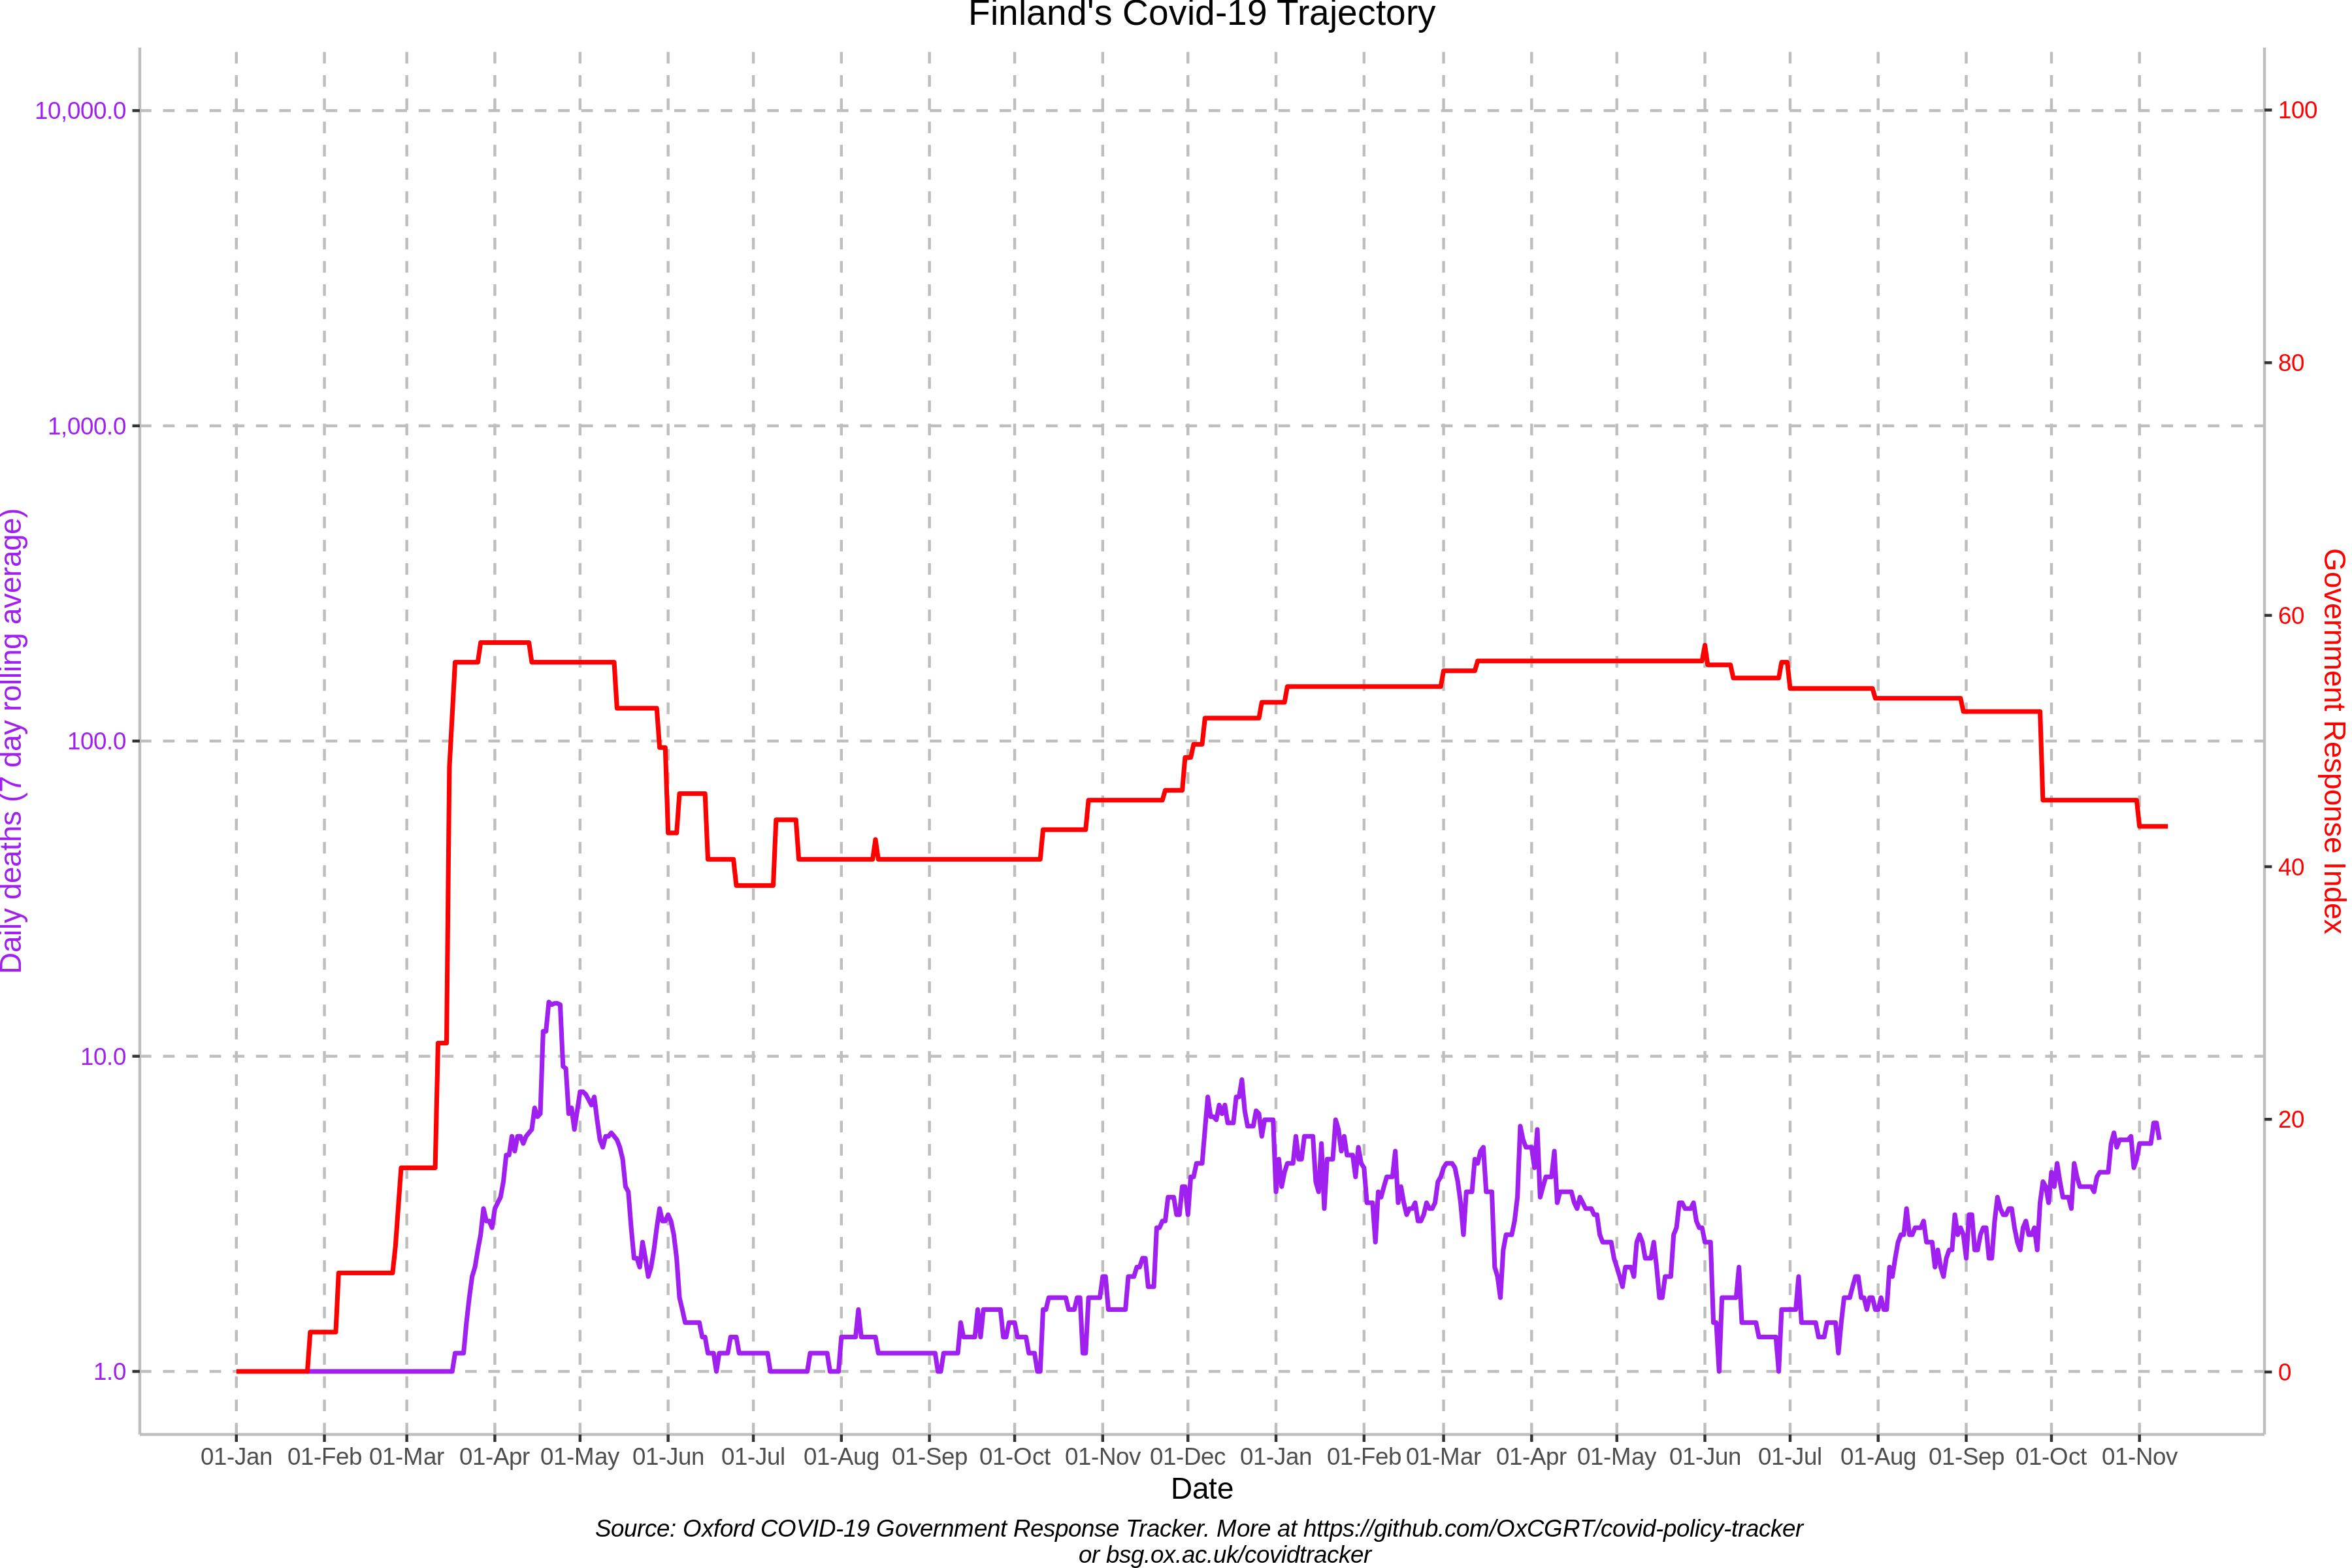 Finland's Covid-19 Trajectory
10,000.0
1,000.0
100.0
10.0
1.0
Daily deaths (7 day rolling average)
100
80
60
40
20
0
Government Response Index
01-Jan 01-Feb 01-Mar 01-Apr 01-May 01-Jun 01-Jul 01-Aug 01-Sep 01-Oct 01-Nov 01-Dec 01-Jan 01-Feb 01-Mar 01-Apr 01-May 01-Jun 01-Jul 01-Aug 01-Sep 01-Oct 01-Nov
Date
Source: Oxford COVID-19 Government Response Tracker. More at https://github.com/OxCGRT/covid-policy-tracker
or bsg.ox.ac.uk/covidtracker